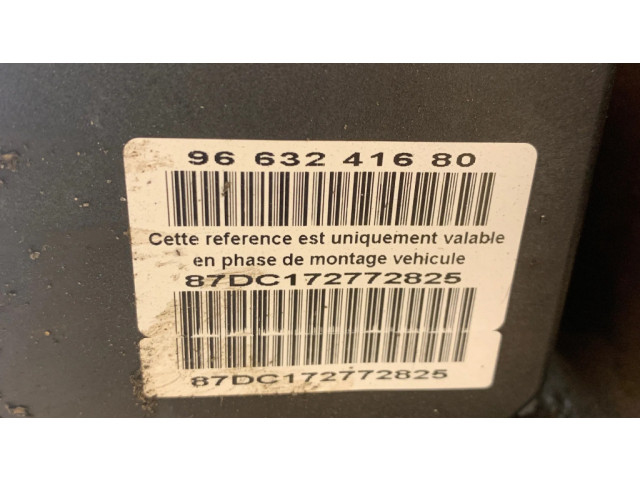 96 632 416 80
Cette reference est uniquement valable
en phase de montage vehicule
87DC172772825
87DC172772825